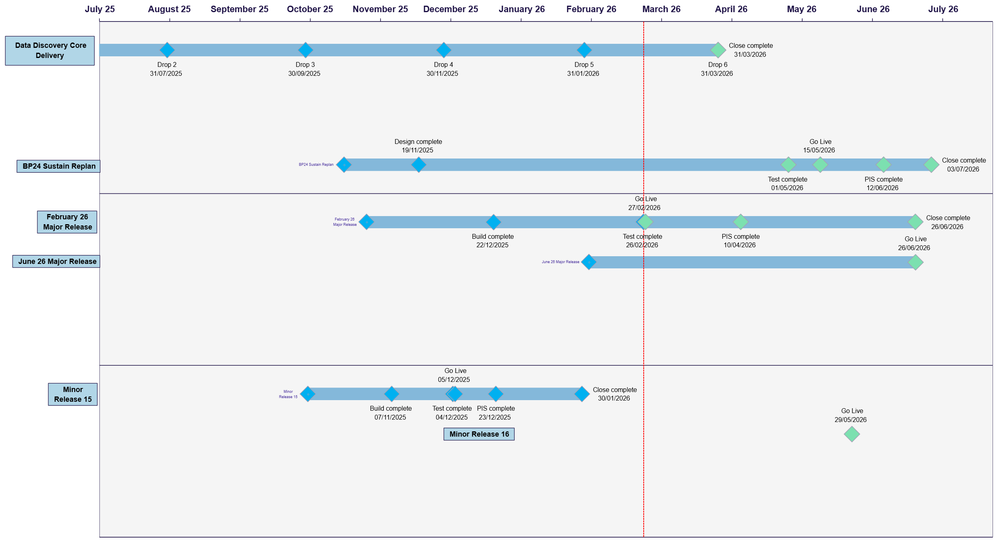 July 25
August 25
September 25
October 25
November 25
December 25
January 26
February 26
March 26
April 26
May 26
June 26
July 26
Data Discovery Core
Delivery
Drop 2
31/07/2025
Drop 3
30/09/2025
Drop 4
30/11/2025
Drop 5
31/01/2026
Drop 6
31/03/2026
Close complete
31/03/2026
BP24 Sustain Replan
BP24 Sustain Replan
Design complete
19/11/2025
Test complete
01/05/2026
Go Live
15/05/2026
PIS complete
12/06/2026
Close complete
03/07/2026
February 26
Major Release
February 26
Major Release
Build complete
22/12/2025
Go Live
27/02/2026
Test complete
26/02/2026
PIS complete
10/04/2026
Close complete
26/06/2026
June 26 Major Release
June 26 Major Release
Go Live
26/06/2026
Minor
Release 15
Minor
Release 15
Build complete
07/11/2025
Go Live
05/12/2025
Test complete
04/12/2025
PIS complete
23/12/2025
Close complete
30/01/2026
Minor Release 16
Go Live
29/05/2026